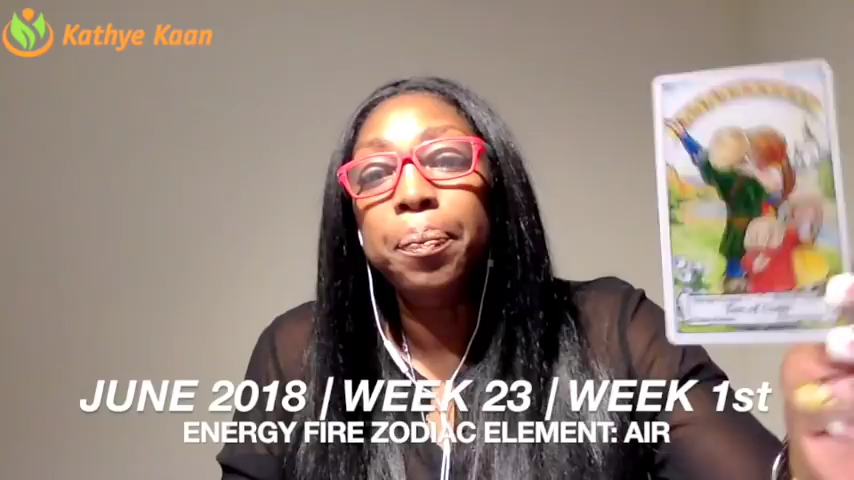 Kathye Kaan
JUNE 2018 | WEEK 23 | WEEK 1st
ENERGY FIRE ZODIAC ELEMENT: AIR